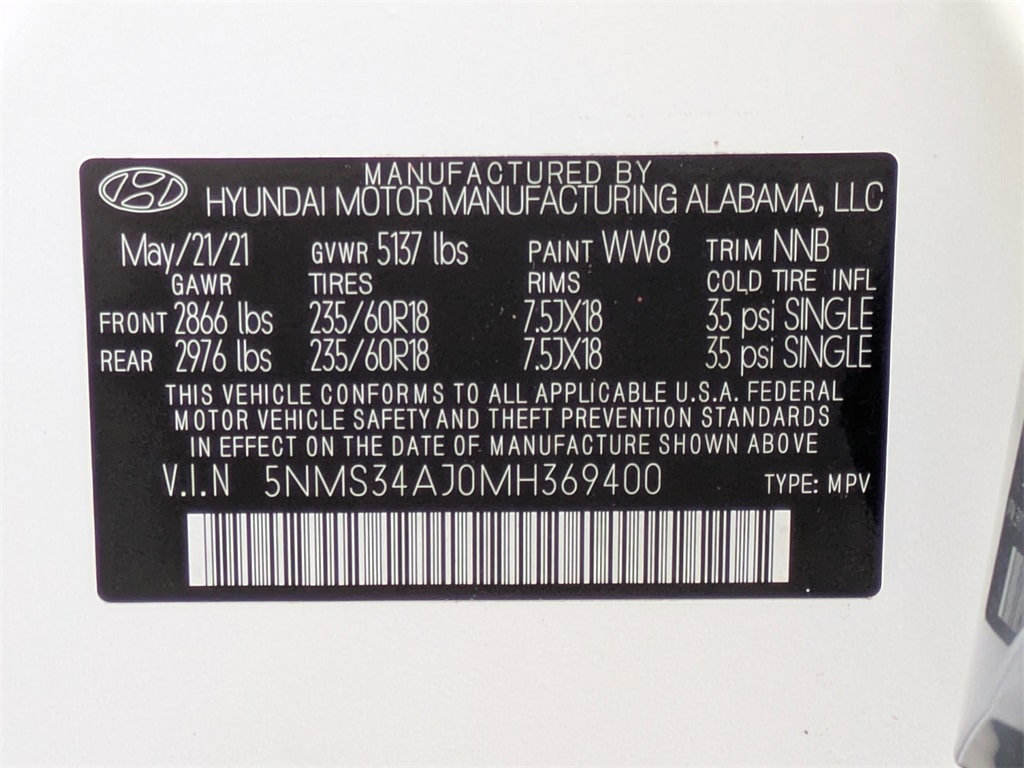 MANUFACTURED BY
HYUNDAI MOTOR MANUFACTURING ALABAMA, LLC
May/21/21 GVWR 5137 lbs PAINT WW8 TRIM NNB
GAWR TIRES RIMS COLD TIRE INFL
FRONT 2866 lbs 235/60R18 7.5JX18 35 psi SINGLE
REAR 2976 lbs 235/60R18 7.5JX18 35 psi SINGLE
THIS VEHICLE CONFORMS TO ALL APPLICABLE U.S.A. FEDERAL
MOTOR VEHICLE SAFETY AND THEFT PREVENTION STANDARDS
IN EFFECT ON THE DATE OF MANUFACTURE SHOWN ABOVE
V.I.N 5NMS34AJ0MH369400 TYPE: MPV